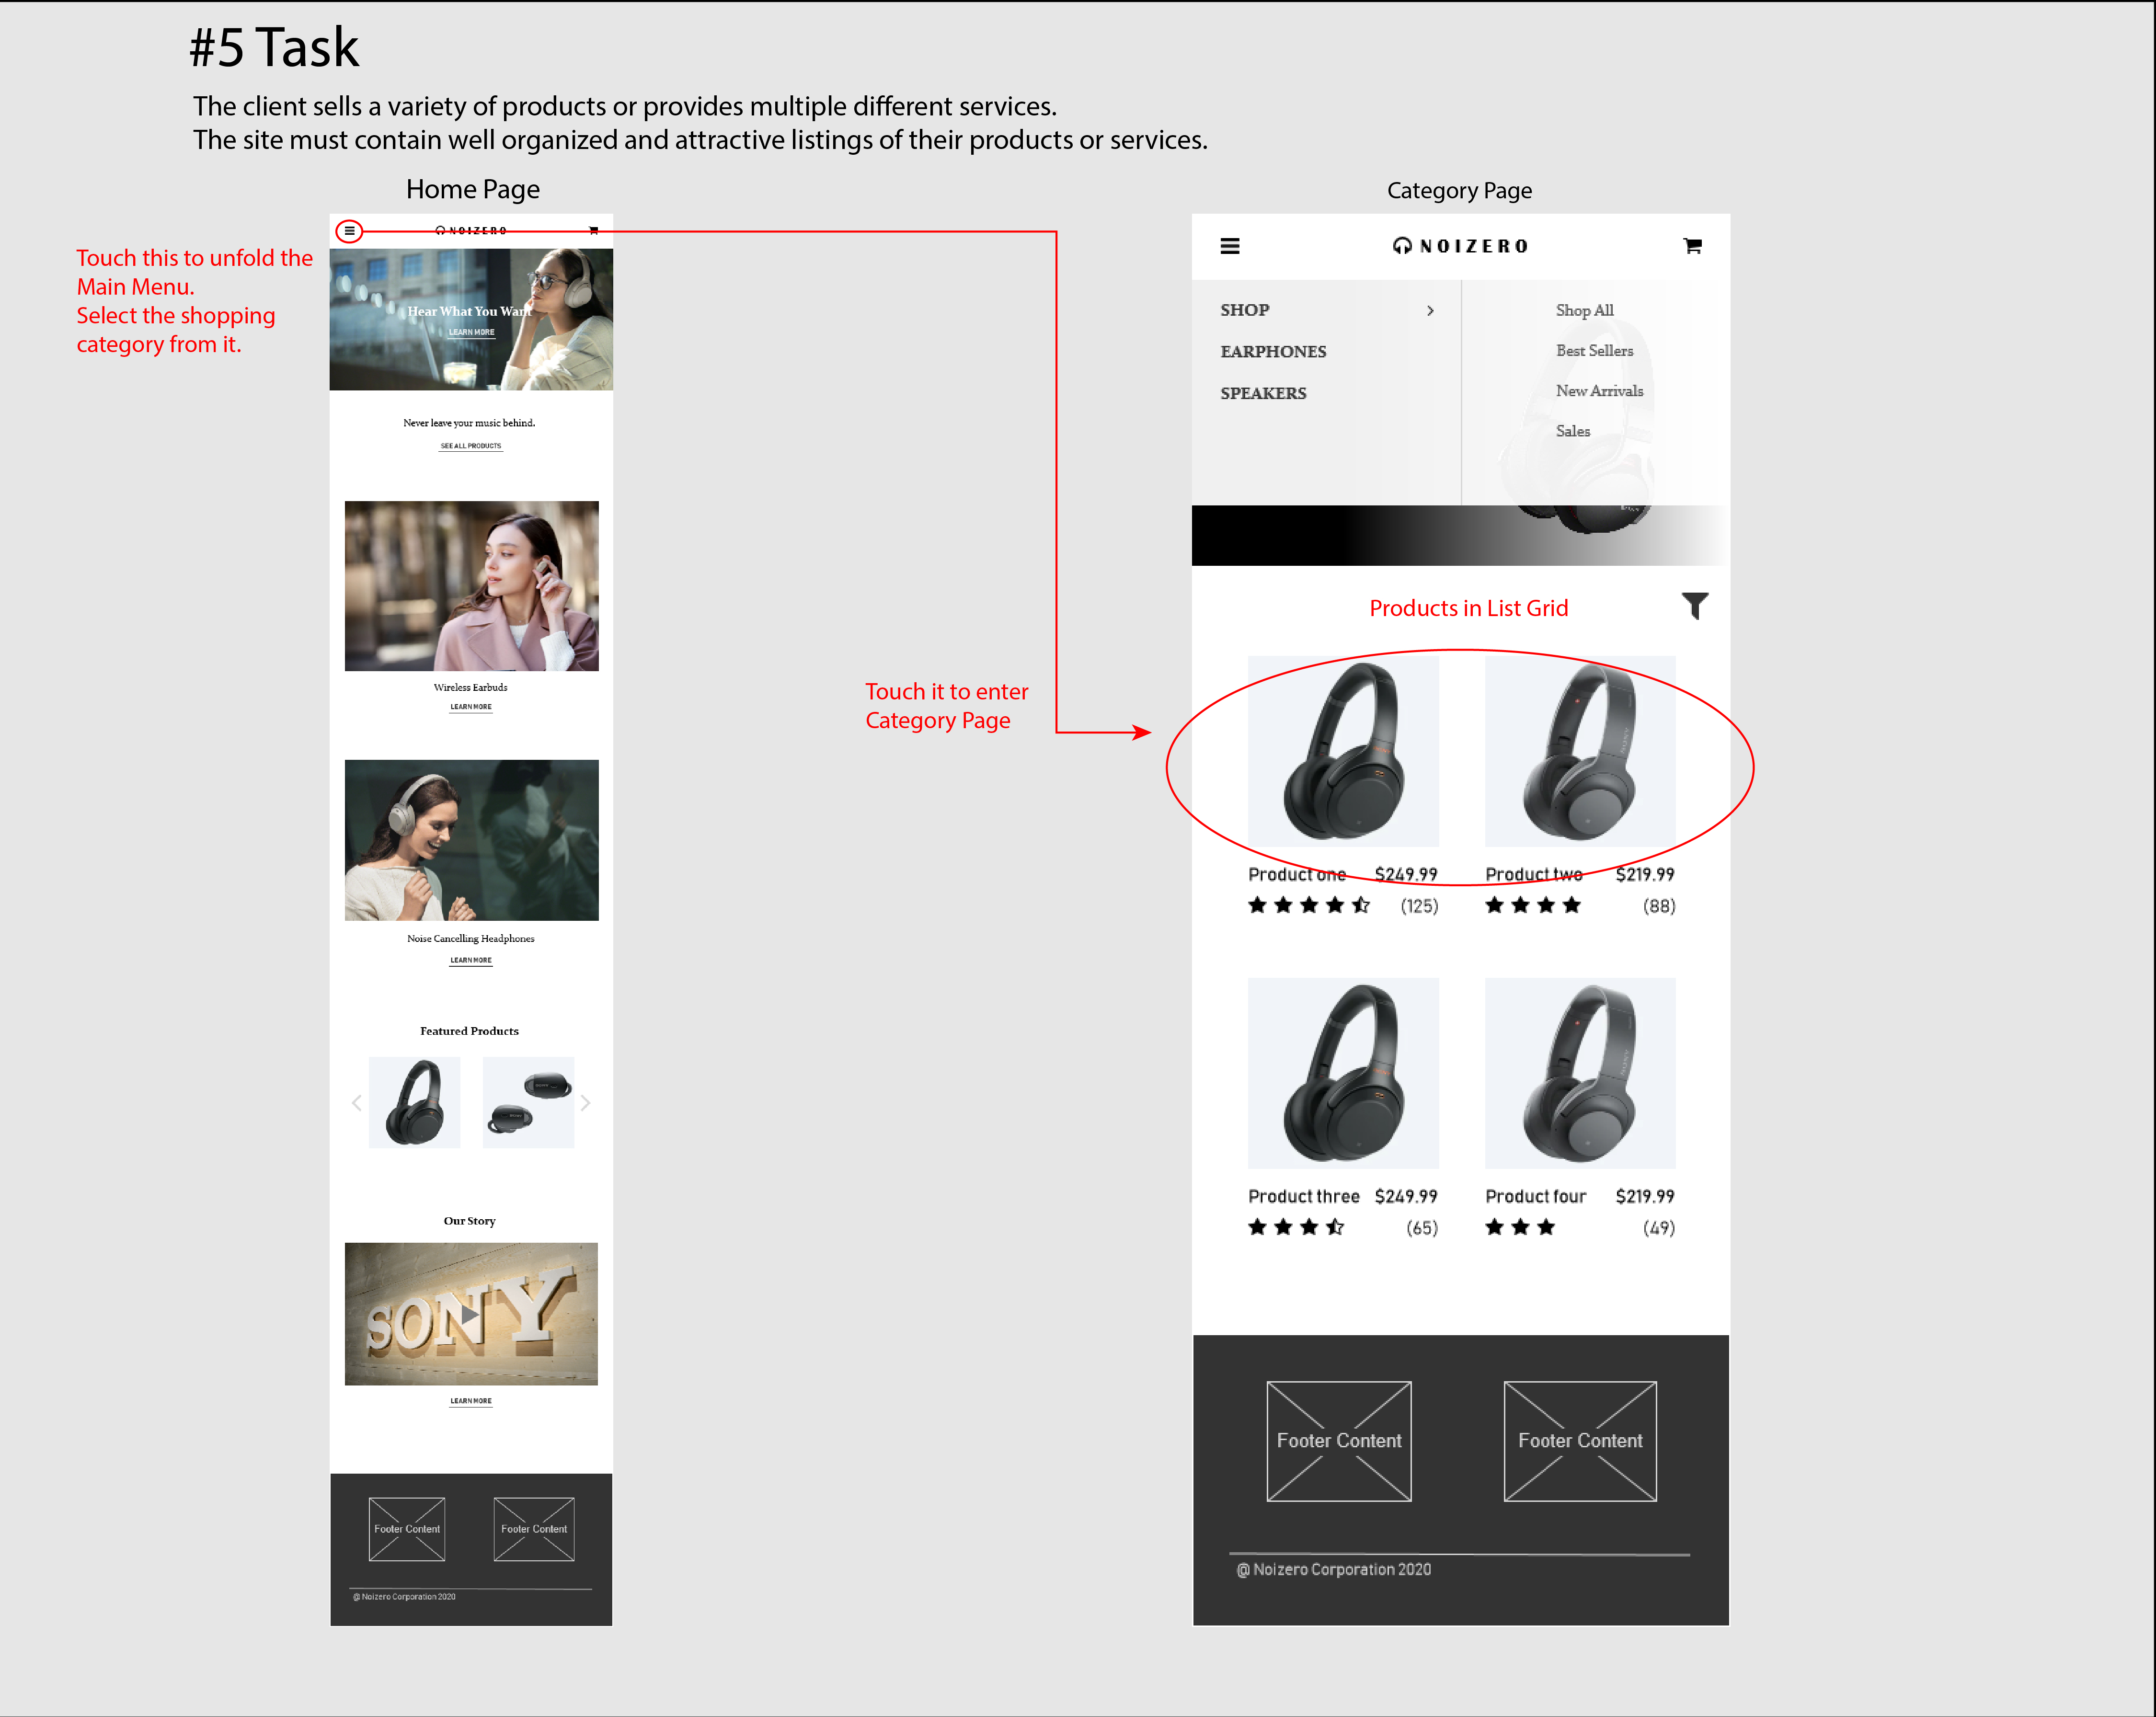 #5 Task
The client sells a variety of products or provides multiple different services.
The site must contain well organized and attractive listings of their products or services.
Home Page
NOIZERO
Touch this to unfold the
Main Menu.
Select the shopping
category from it.
Hear What You Want
LEARN MORE
Never leave your music behind.
SEE ALL PRODUCTS
Wireless Earbuds
LEARN MORE
Noise Cancelling Headphones
LEARN MORE
Featured Products
Our Story
SONY
LEARN MORE
Footer Content Footer Content
@ Noizero Corporation 2020
Touch it to enter
Category Page
Category Page
NOIZERO
SHOP
EARPHONES
SPEAKERS
Shop All
Best Sellers
New Arrivals
Sales
Products in List Grid
SONY
Product one $249.99 Product two $219.99
(125) (88)
SONY
Product three $249.99 Product four $219.99
(65) (49)
Footer Content Footer Content
@ Noizero Corporation 2020